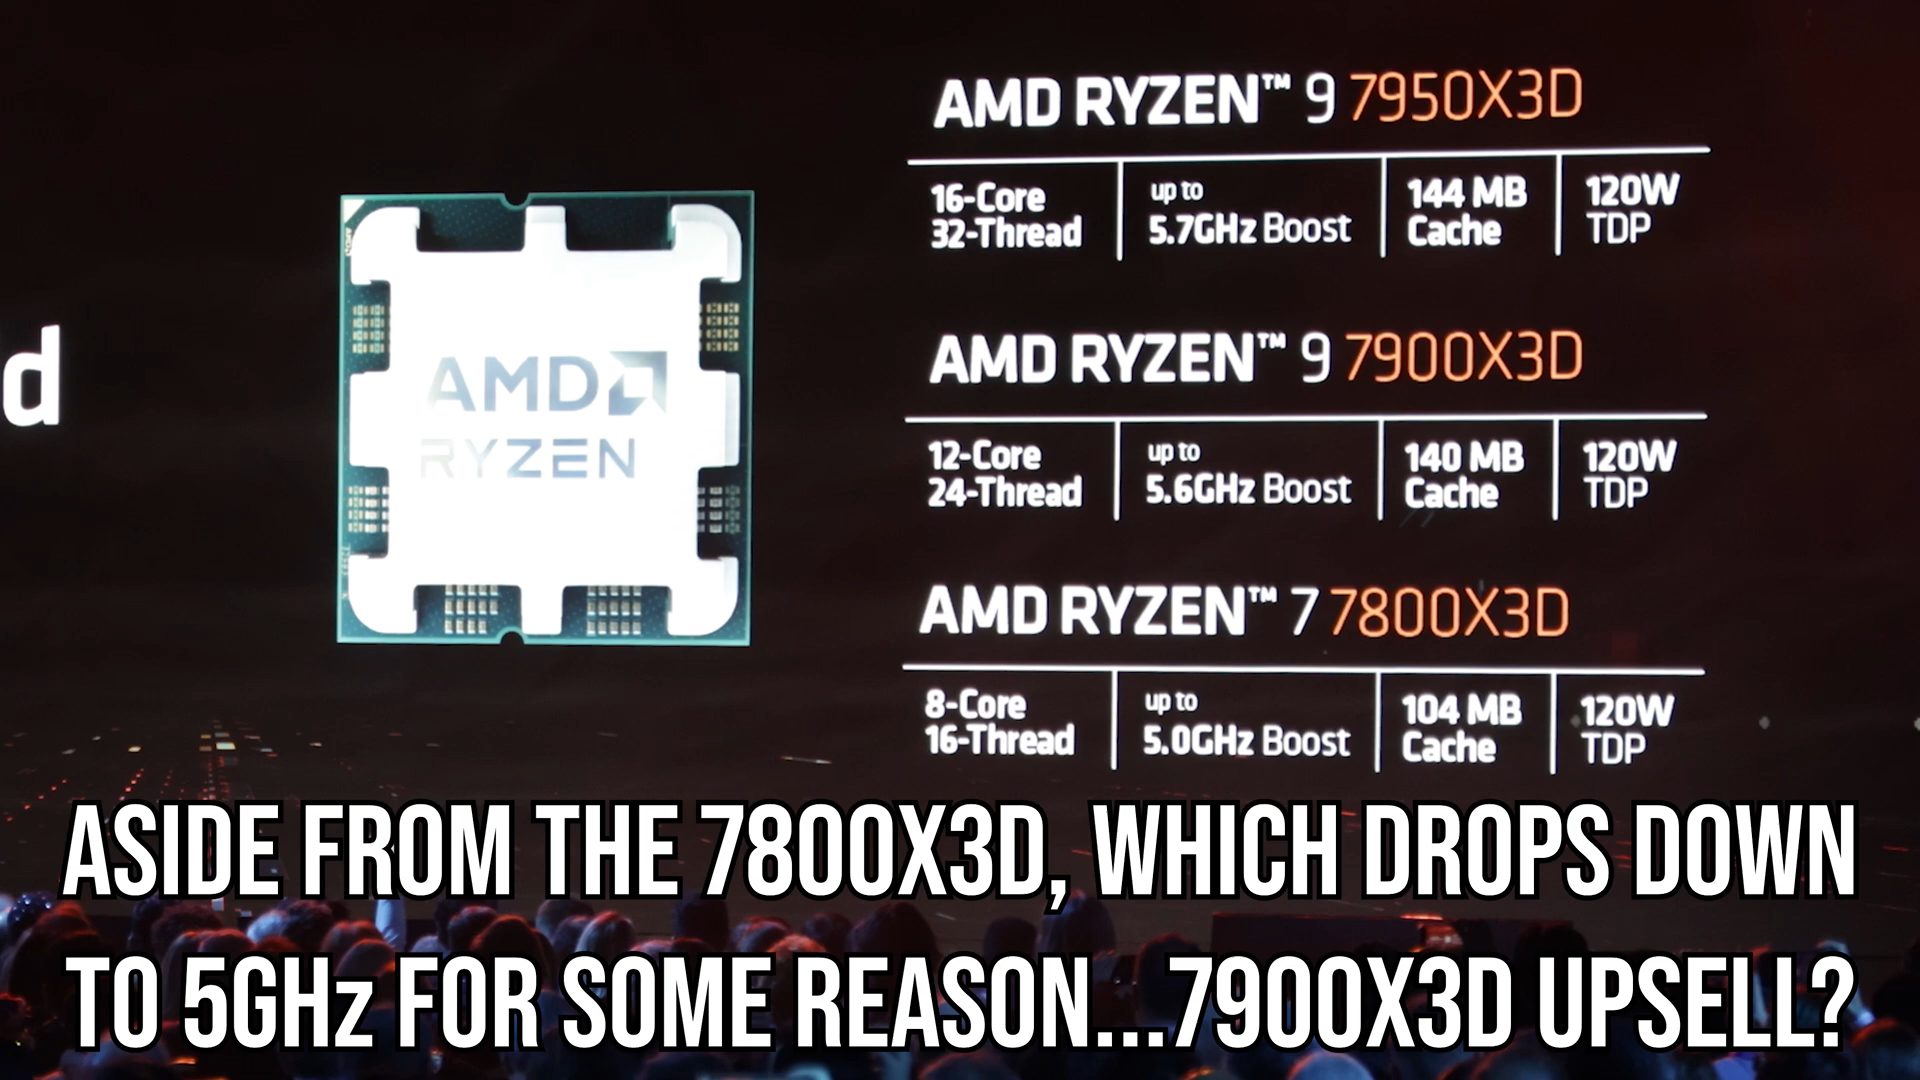 AMD RYZEN™ 9 7950X3D
16-Core
32-Thread
up to
5.7GHz Boost
144 MB
Cache
120W
TDP
d
AMD
RYZEN
AMD RYZEN™ 9 7900X3D
12-Core
24-Thread
up to
5.6GHz Boost
140 MB
Cache
120W
TDP
AMD RYZEN™ 7 7800X3D
8-Core
16-Thread
up to
5.0GHz Boost
104 MB
Cache
120W
TDP
ASIDE FROM THE 7800X3D, WHICH DROPS DOWN
TO 5GHz FOR SOME REASON...7900X3D UPSELL?